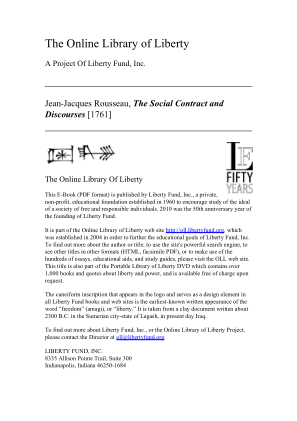 The Online Library of Liberty
A Project Of Liberty Fund, Inc.
Jean-Jacques Rousseau, The Social Contract and
Discourses [1761]
LF
FIFTY
YEARS
The Online Library Of Liberty
This E-Book (PDF format) is published by Liberty Fund, Inc., a private,
non-profit, educational foundation established in 1960 to encourage study of the ideal
of a society of free and responsible individuals. 2010 was the 50th anniversary year of
the founding of Liberty Fund.
It is part of the Online Library of Liberty web site http://oll.libertyfund.org, which
was established in 2004 in order to further the educational goals of Liberty Fund, Inc.
To find out more about the author or title, to use the site's powerful search engine, to
see other titles in other formats (HTML, facsimile PDF), or to make use of the
hundreds of essays, educational aids, and study guides, please visit the OLL web site.
This title is also part of the Portable Library of Liberty DVD which contains over
1,000 books and quotes about liberty and power, and is available free of charge upon
request.
The cuneiform inscription that appears in the logo and serves as a design element in
all Liberty Fund books and web sites is the earliest-known written appearance of the
word "freedom" (amagi), or "liberty." It is taken from a clay document written about
2300 B.C. in the Sumerian city-state of Lagash, in present day Iraq.
To find out more about Liberty Fund, Inc., or the Online Library of Liberty Project,
please contact the Director at oll@libertyfund.org.
LIBERTY FUND, INC.
8335 Allison Pointe Trail, Suite 300
Indianapolis, Indiana 46250-1684